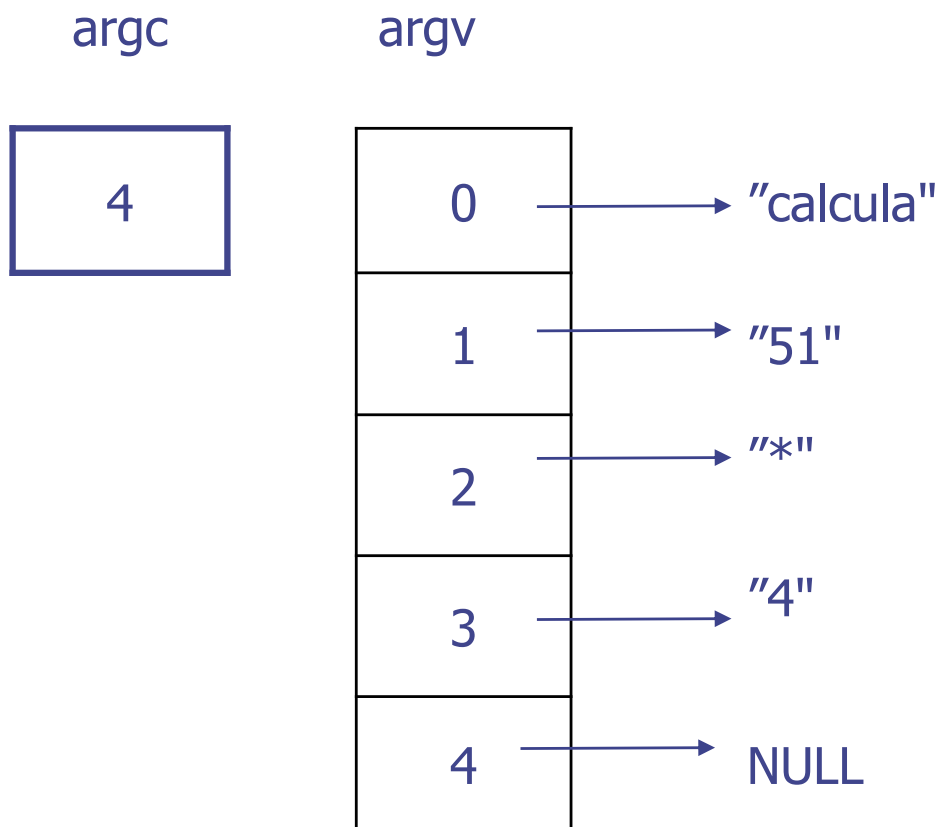 argc argv
4 0 ”calcula"
1 ”51"
2 ”*"
3 ”4"
4 NULL